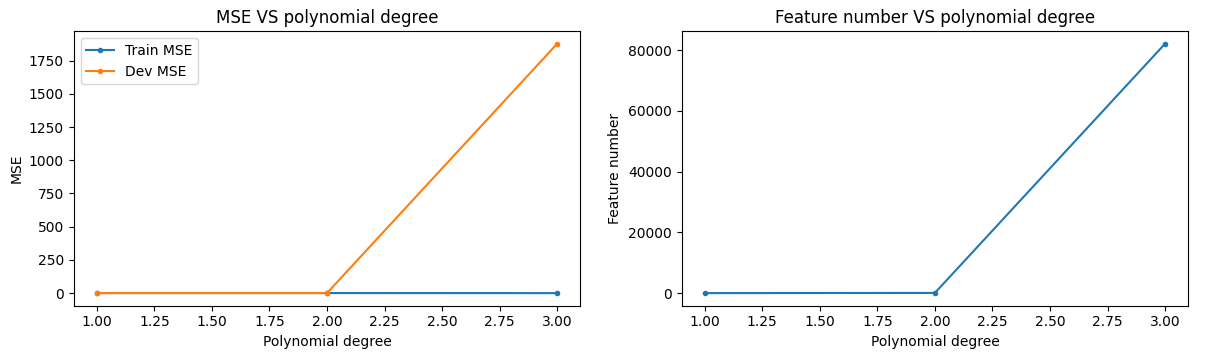 MSE VS polynomial degree
Train MSE
Dev MSE
MSE
1750
1500
1250
1000
750
500
250
0
1.00 1.25 1.50 1.75 2.00 2.25 2.50 2.75 3.00
Polynomial degree
Feature number VS polynomial degree
Feature number
80000
60000
40000
20000
0
1.00 1.25 1.50 1.75 2.00 2.25 2.50 2.75 3.00
Polynomial degree